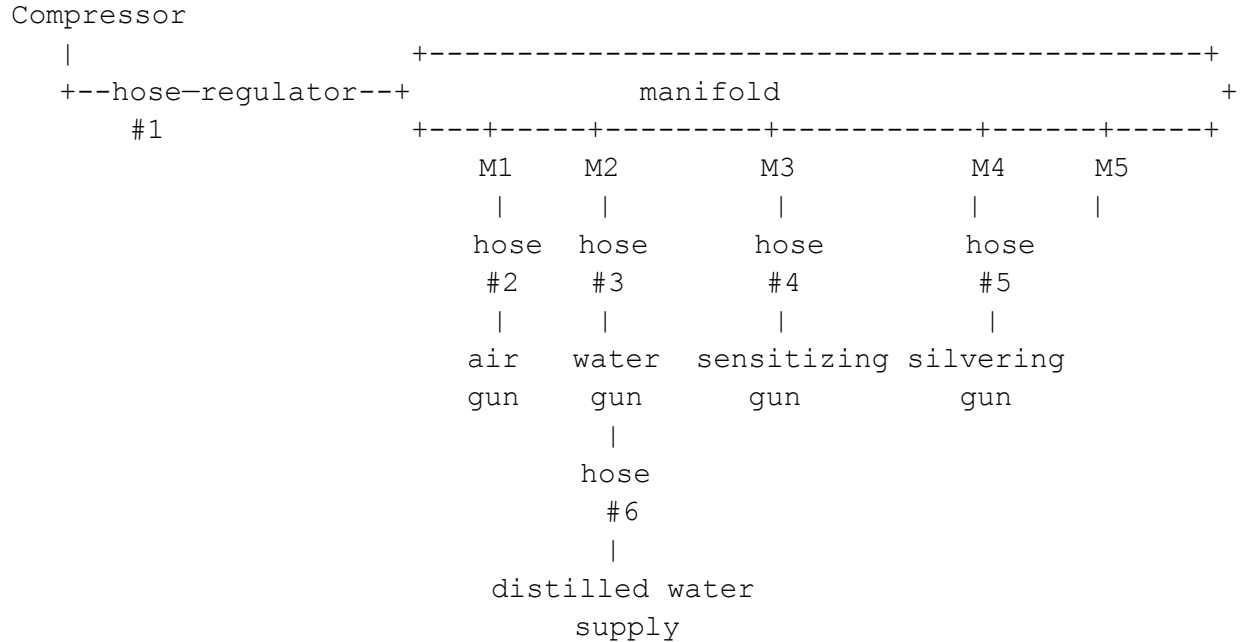 Compressor
|                   +--------------------------------------------+
+--hose—regulator--+             manifold                         +
#1                +---+-----+---------+-----------+------+-----+
M1    M2        M3          M4     M5
|     |         |          |      |
hose  hose      hose        hose
#2    #3        #4          #5
|     |         |           |
air   water   sensitizing silvering
gun    gun      gun         gun
|
hose
#6
|
distilled water
supply